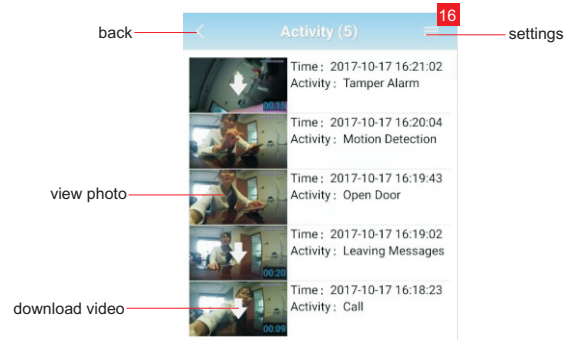 16
back
Activity (5)
settings
Time： 2017-10-17 16:21:02
Activity： Tamper Alarm
00:15
Time： 2017-10-17 16:20:04
Activity： Motion Detection
view photo
Time： 2017-10-17 16:19:43
Activity： Open Door
Time： 2017-10-17 16:19:02
Activity： Leaving Messages
00:20
download video
Time： 2017-10-17 16:18:23
Activity： Call
00:09